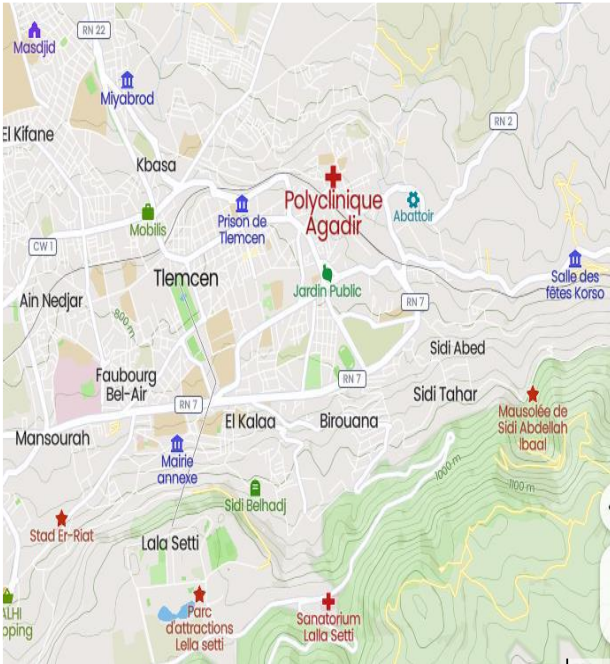 RN 22
Masdjid
Miyabrod
El Kifane
RN 2
Kbasa
Polyclinique
Agadir
Abattoir
Mobilis
Prison de
Tlemcen
CW 1
Salle des
fêtes Korso
Tlemcen
Jardin Public
Ain Nedjar
RN 7
800 m
Sidi Abed
Faubourg
Bel-Air
RN 7
Sidi Tahar
RN 7
Mausolée de
Sidi Abdellah
Ibaal
El Kalaa
Birouana
Mansourah
Mairie
annexe
1000 m
1100 m
Sidi Belhadj
Stad Er-Riat
Lala Setti
ALHI
pping
Parc
d'attractions
Lella setti
Sanatorium
Lalla Setti